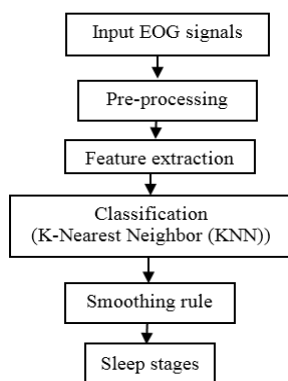 Input EOG signals
Pre-processing
Feature extraction
Classification
(K-Nearest Neighbor (KNN))
Smoothing rule
Sleep stages